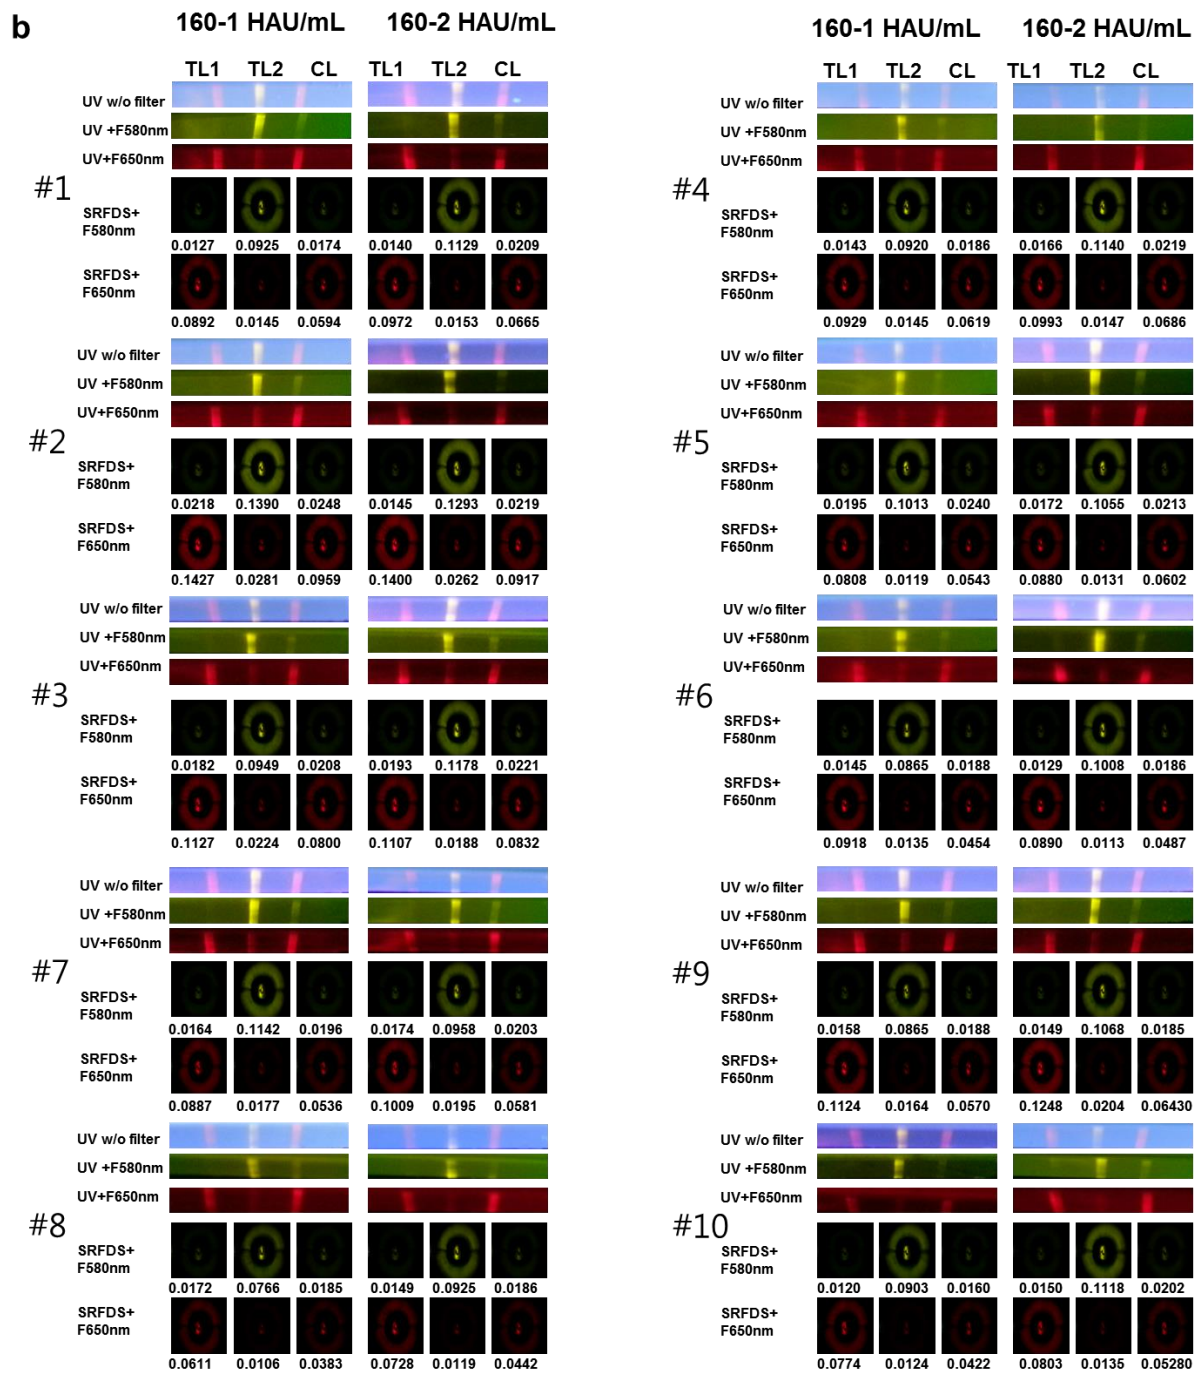 b
160-1 HAU/mL 160-2 HAU/mL
TL1 TL2 CL TL1 TL2 CL
UV w/o filter
UV +F580nm
UV+F650nm
#1
SRFDS+
F580nm
0.0127 0.0925 0.0174 0.0140 0.1129 0.0209
SRFDS+
F650nm
0.0892 0.0145 0.0594 0.0972 0.0153 0.0665
UV w/o filter
UV +F580nm
UV+F650nm
#2
SRFDS+
F580nm
0.0218 0.1390 0.0248 0.0145 0.1293 0.0219
SRFDS+
F650nm
0.1427 0.0281 0.0959 0.1400 0.0262 0.0917
UV w/o filter
UV +F580nm
UV+F650nm
#3
SRFDS+
F580nm
0.0182 0.0949 0.0208 0.0193 0.1178 0.0221
SRFDS+
F650nm
0.1127 0.0224 0.0800 0.1107 0.0188 0.0832
UV w/o filter
UV +F580nm
UV+F650nm
#7
SRFDS+
F580nm
0.0164 0.1142 0.0196 0.0174 0.0958 0.0203
SRFDS+
F650nm
0.0887 0.0177 0.0536 0.1009 0.0195 0.0581
UV w/o filter
UV +F580nm
UV+F650nm
#8
SRFDS+
F580nm
0.0172 0.0766 0.0185 0.0149 0.0925 0.0186
SRFDS+
F650nm
0.0611 0.0106 0.0383 0.0728 0.0119 0.0442
160-1 HAU/mL 160-2 HAU/mL
TL1 TL2 CL TL1 TL2 CL
UV w/o filter
UV +F580nm
UV+F650nm
#4
SRFDS+
F580nm
0.0143 0.0920 0.0186 0.0166 0.1140 0.0219
SRFDS+
F650nm
0.0929 0.0145 0.0619 0.0993 0.0147 0.0686
UV w/o filter
UV +F580nm
UV+F650nm
#5
SRFDS+
F580nm
0.0195 0.1013 0.0240 0.0172 0.1055 0.0213
SRFDS+
F650nm
0.0808 0.0119 0.0543 0.0880 0.0131 0.0602
UV w/o filter
UV +F580nm
UV+F650nm
#6
SRFDS+
F580nm
0.0145 0.0865 0.0188 0.0129 0.1008 0.0186
SRFDS+
F650nm
0.0918 0.0135 0.0454 0.0890 0.0113 0.0487
UV w/o filter
UV +F580nm
UV+F650nm
#9
SRFDS+
F580nm
0.0158 0.0865 0.0188 0.0149 0.1068 0.0185
SRFDS+
F650nm
0.1124 0.0164 0.0570 0.1248 0.0204 0.06430
UV w/o filter
UV +F580nm
UV+F650nm
#10
SRFDS+
F580nm
0.0120 0.0903 0.0160 0.0150 0.1118 0.0202
SRFDS+
F650nm
0.0774 0.0124 0.0422 0.0803 0.0135 0.05280